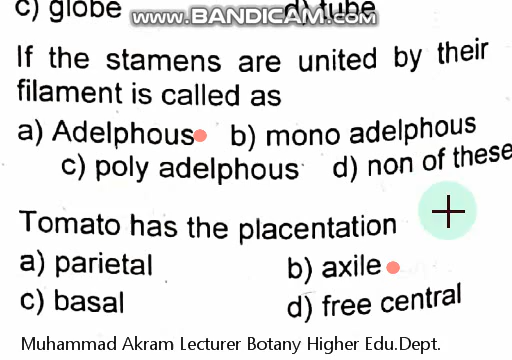 c) globe d) tube
www.BANDICAM.com
If the stamens are united by their
filament is called as
a) Adelphous b) mono adelphous
c) poly adelphous d) non of these
Tomato has the placentation
a) parietal b) axile
c) basal d) free central
Muhammad Akram Lecturer Botany Higher Edu.Dept.